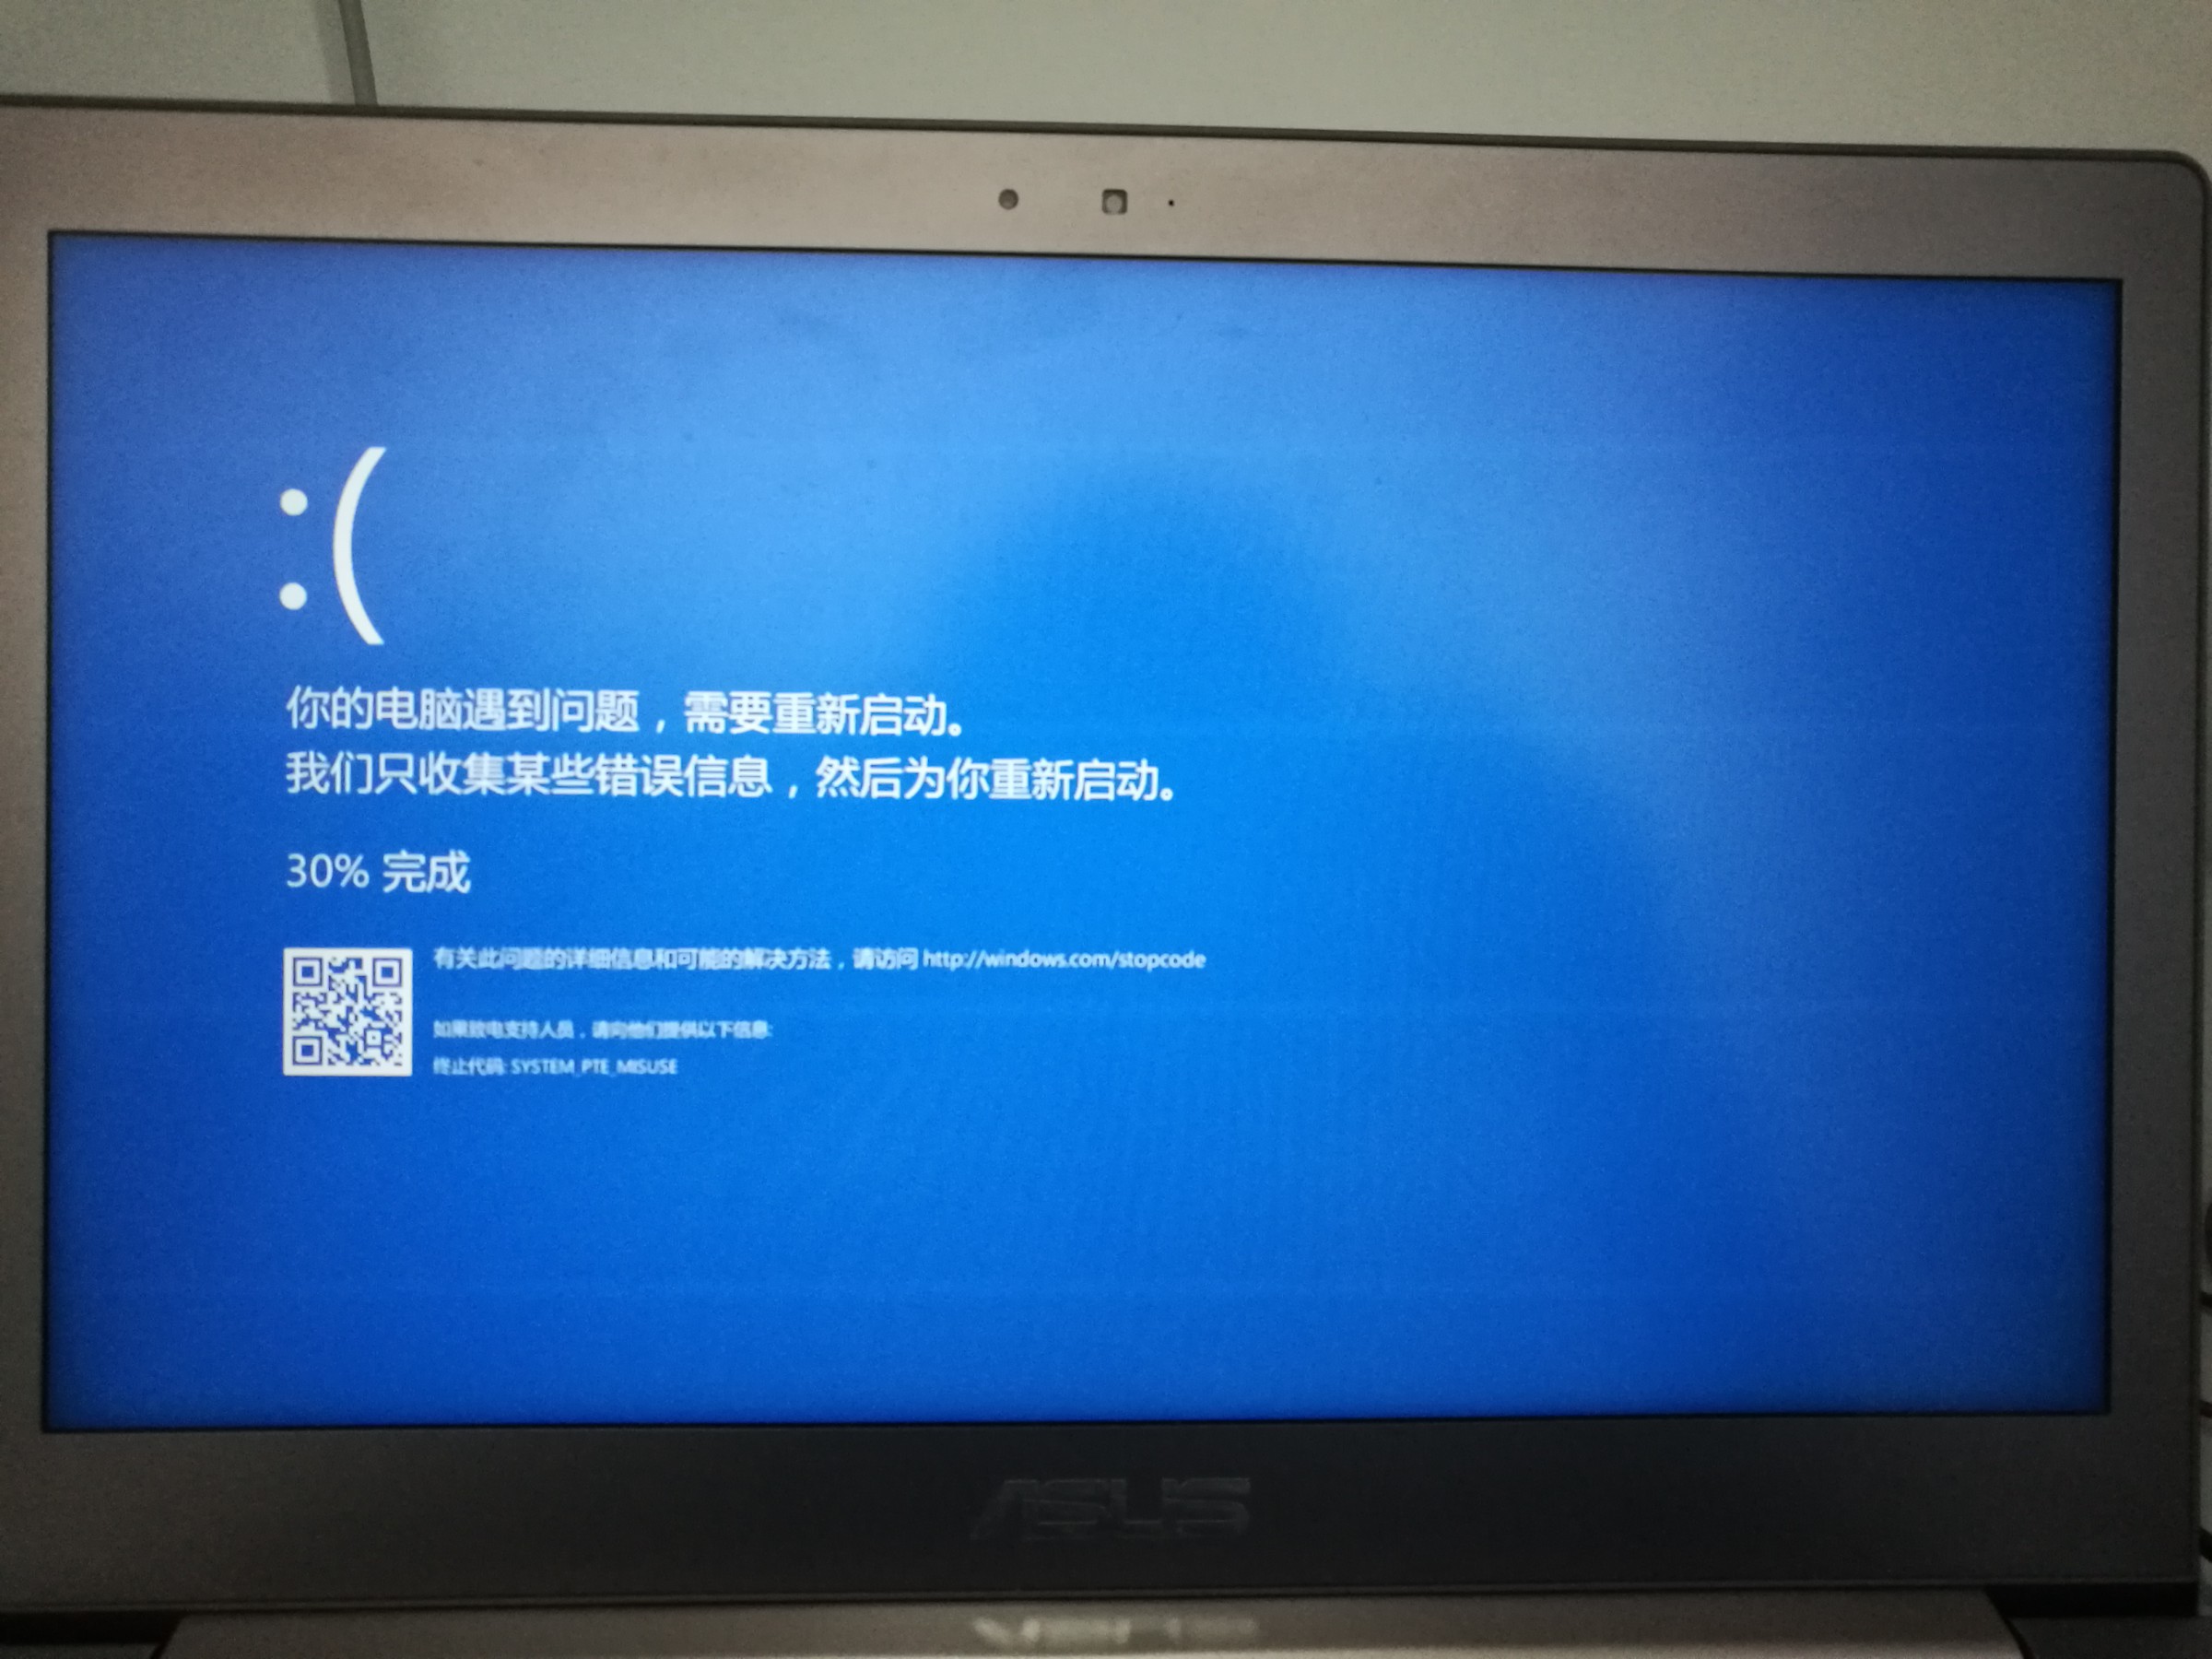 :(
你的电脑遇到问题，需要重新启动。
我们只收集某些错误信息，然后为你重新启动。
30% 完成
有关此问题的详细信息和可能的解决方法，请访问 http://windows.com/stopcode
如果致电支持人员，请向他们提供以下信息:
终止代码: SYSTEM_PTE_MISUSE
ASUS